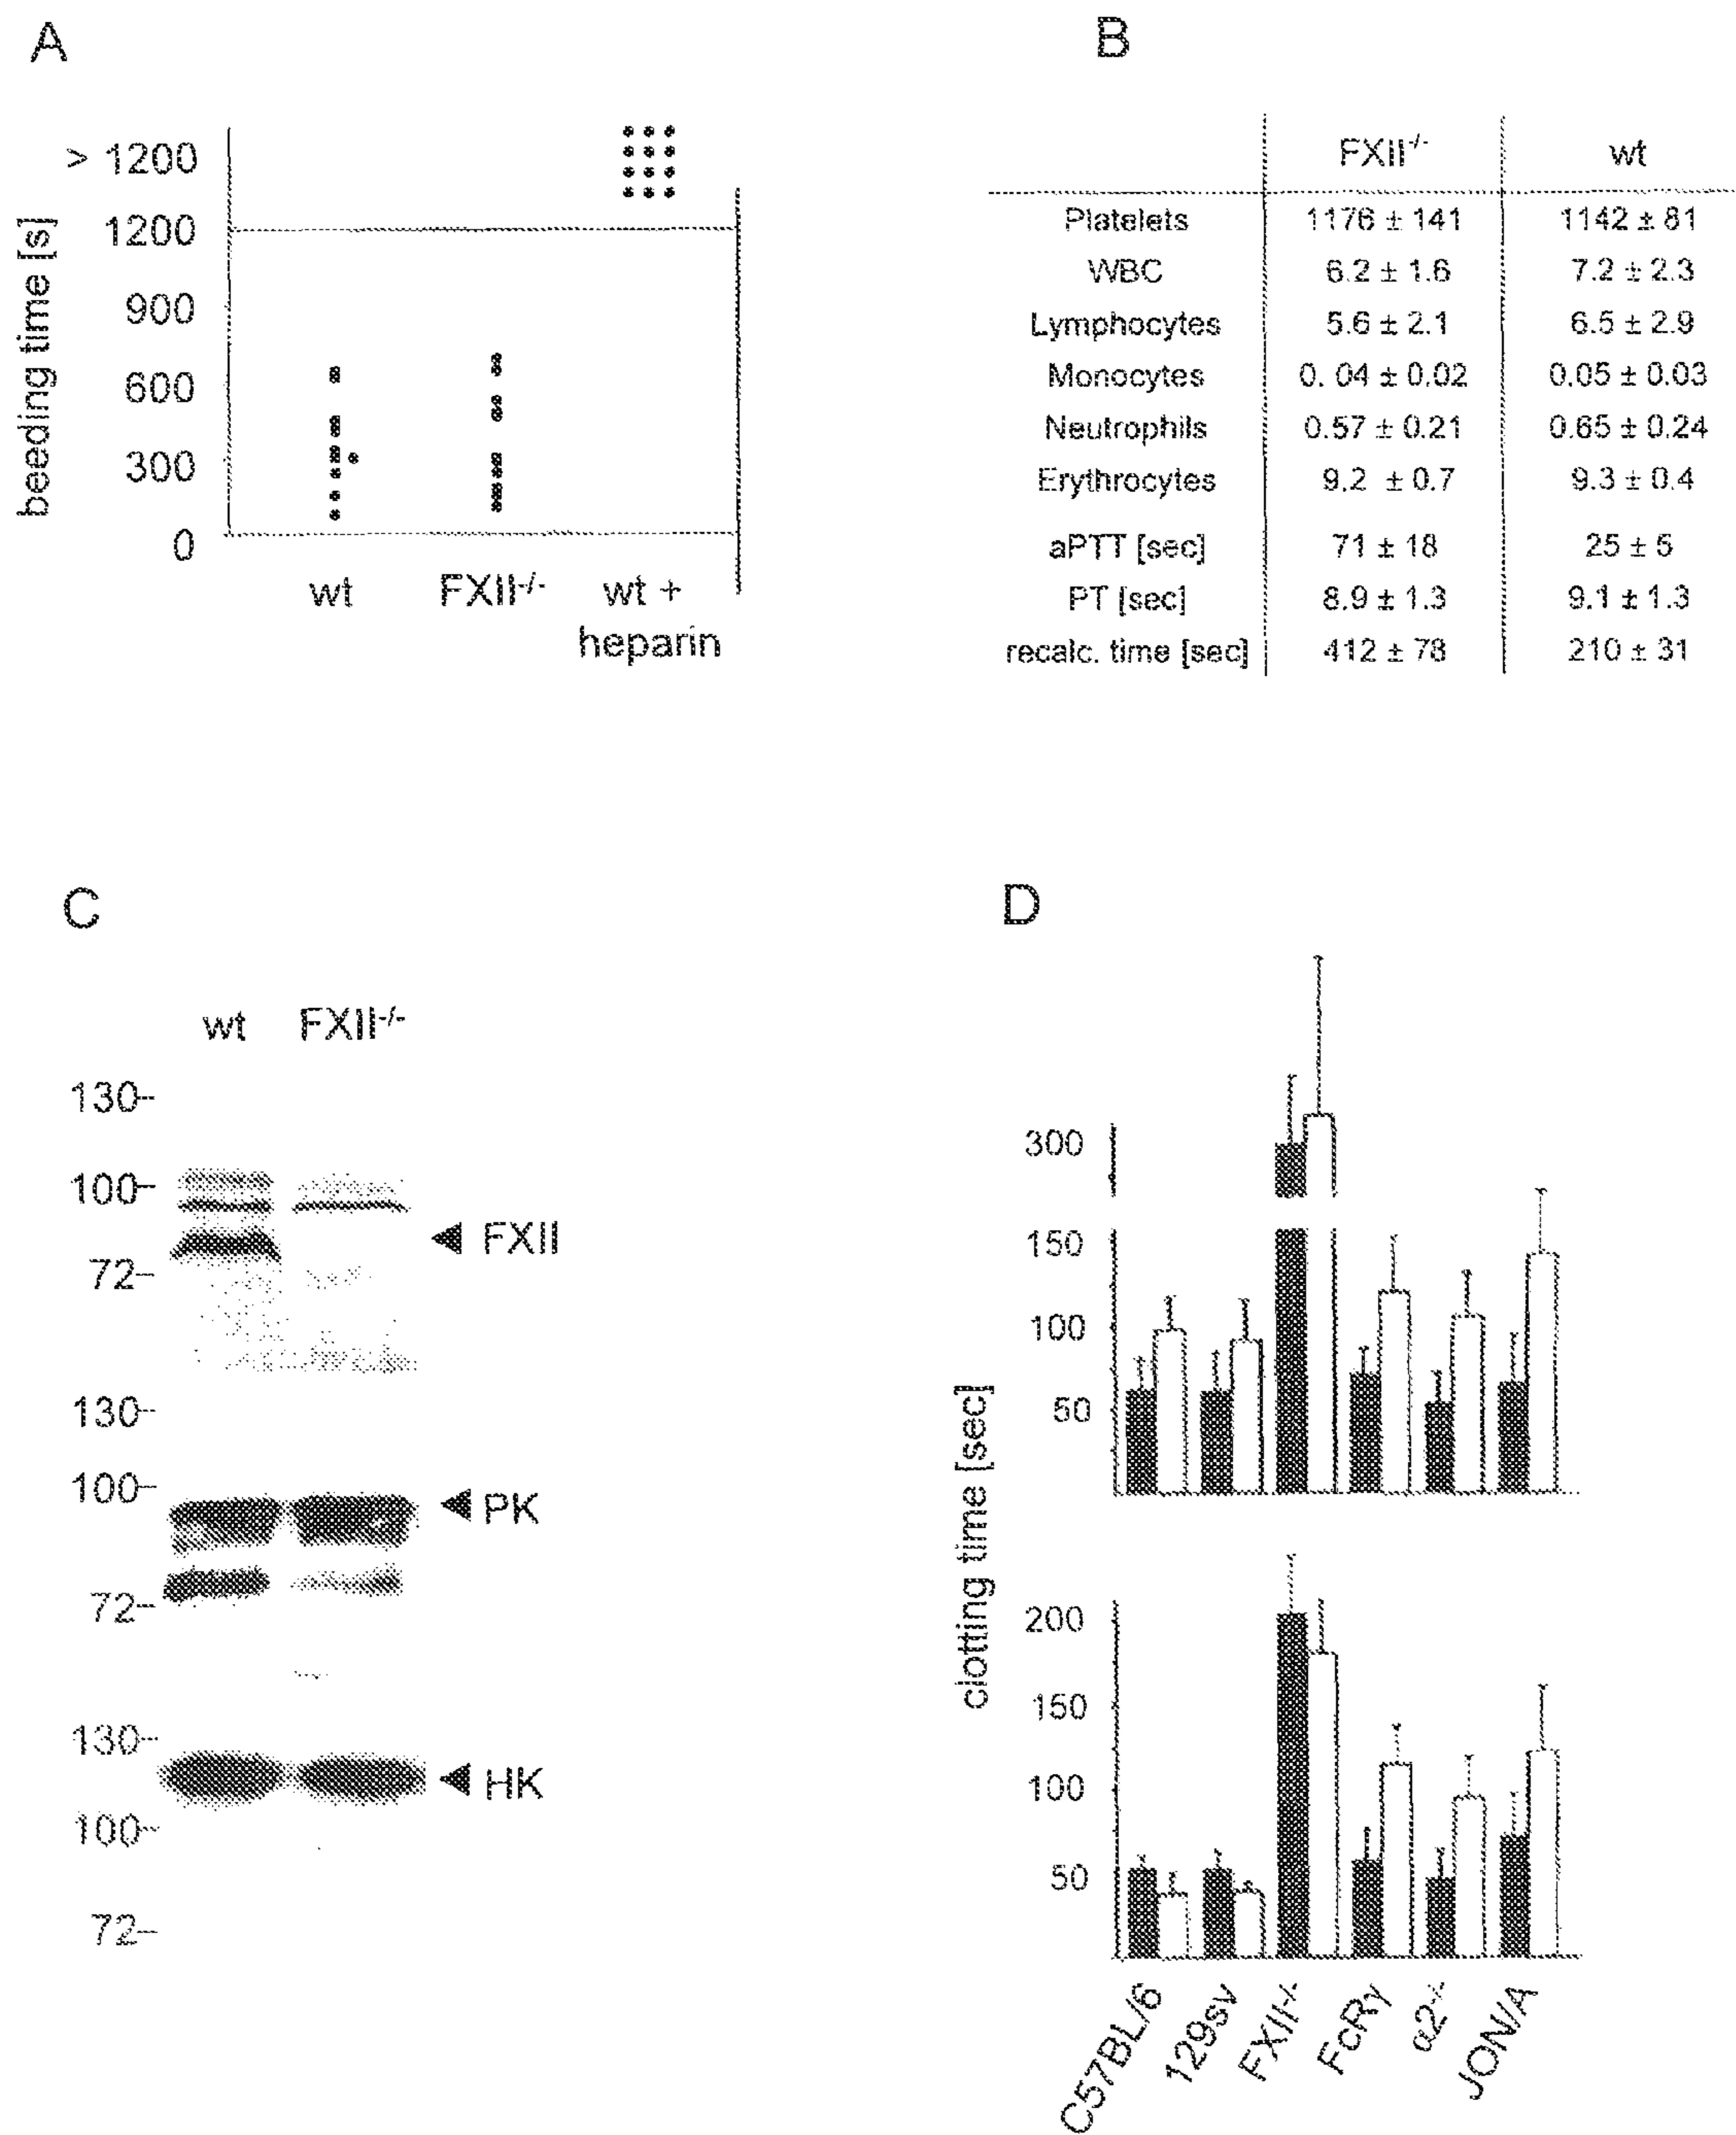 A
beeding time [s]
> 1200
1200
900
600
300
0
wt FXII-/- wt +
heparin
B
FXII-/- wt
Platelets 1176 ± 141 1142 ± 81
WBC 6.2 ± 1.6 7.2 ± 2.3
Lymphocytes 5.6 ± 2.1 6.5 ± 2.9
Monocytes 0. 04 ± 0.02 0.05 ± 0.03
Neutrophils 0.57 ± 0.21 0.65 ± 0.24
Erythrocytes 9.2 ± 0.7 9.3 ± 0.4
aPTT [sec] 71 ± 18 25 ± 5
PT [sec] 8.9 ± 1.3 9.1 ± 1.3
recalc. time [sec] 412 ± 78 210 ± 31
C
wt FXII-/-
130-
100-
FXII
72-
130-
100-
PK
72-
130-
HK
100-
72-
D
clotting time [sec]
300
150
100
50
200
150
100
50
C57BL/6
129sv
FXII-/-
FcRγ
α2-/-
JON/A